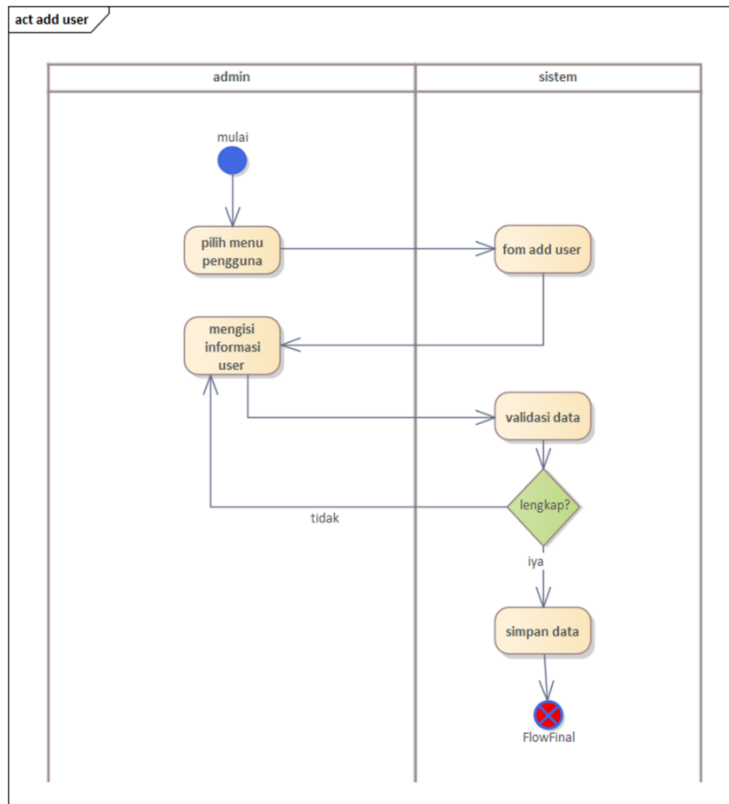 act add user
admin
sistem
mulai
pilih menu
pengguna
fom add user
mengisi
informasi
user
validasi data
lengkap?
tidak
iya
simpan data
FlowFinal